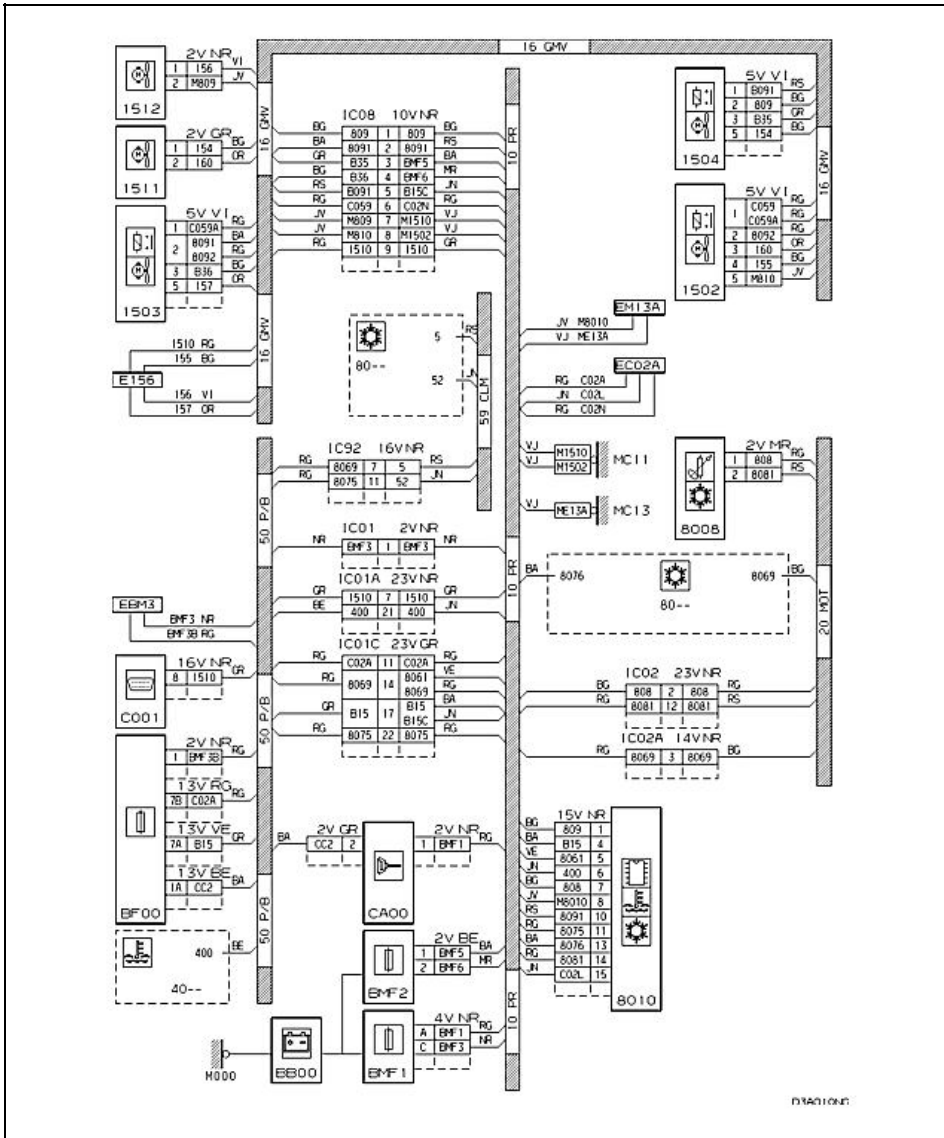 16 GMV
2V NR
1 156 VI
2 M809 JV
1512
2V GR
1 154 BG
2 160 OR
1511
5V VI
1 C059A RG
2 8091 BA
8092 RG
3 B36 BG
5 157 OR
1503
16 GMV
16 GMV
1510 RG
155 BG
E156
156 VI
157 OR
IC08 10V NR
BG 809 1 809 BG
BA 8091 2 8091 RS
GR B35 3 BMF5 BA
BG B36 4 BMF6 MR
RS B091 5 B15C JN
RG C059 6 C02N RG
JV M809 7 M1510 VJ
JV M810 8 M1502 VJ
RG 1510 9 1510 GR
10 PR
5V VI
1 B091 RS
2 809 BG
3 B35 GR
5 154 BG
1504
16 GMV
5V VI
1 C059 RG
C059A RG
2 8092 RG
3 160 OR
4 155 BG
5 M810 JV
1502
5 RS
80--
52 JN
59 CLM
EM13A
JV M8010
VJ ME13A
EC02A
RG C02A
JN C02L
RG C02N
50 P/B
IC92 16V NR
RG 8069 7 5 RS
RG 8075 11 52 JN
VJ M1510
VJ M1502
MC11
VJ ME13A MC13
2V MR
1 808 RG
2 8081 RS
8008
IC01 2V NR
NR BMF3 1 BMF3 NR
IC01A 23V NR
GR 1510 7 1510 GR
BE 400 21 400 JN
10 PR
BA 8076 8069 BG
80--
20 MOT
EBM3
BMF3 NR
BMF3B RG
IC01C 23V GR
RG C02A 11 C02A RG
RG 8069 14 8061 VE
8069 RG
GR B15 17 B15 BA
B15C JN
RG 8075 22 8075 RG
16V NR
8 1510 GR
C001
50 P/B
IC02 23V NR
BG 808 2 808 RG
RG 8081 12 8081 RS
IC02A 14V NR
RG 8069 3 8069 BG
2V NR
1 BMF3B RG
13V RG
7B C02A RG
13V VE
7A B15 GR
13V BE
1A CC2 BA
BF00
BA 2V GR
CC2 2
2V NR
1 BMF1 RG
CA00
15V NR
BG 809 1
BA B15 4
VE 8061 5
JN 400 6
BG 808 7
JV M8010 8
RS 8091 10
RG 8075 11
BA 8076 13
RG 8081 14
JN C02L 15
8010
50 P/B
400 BE
40--
2V BE
1 BMF5 BA
2 BMF6 MR
BMF2
10 PR
4V NR
A BMF1 RG
C BMF3 NR
BMF1
M000
BB00
D3A010NG